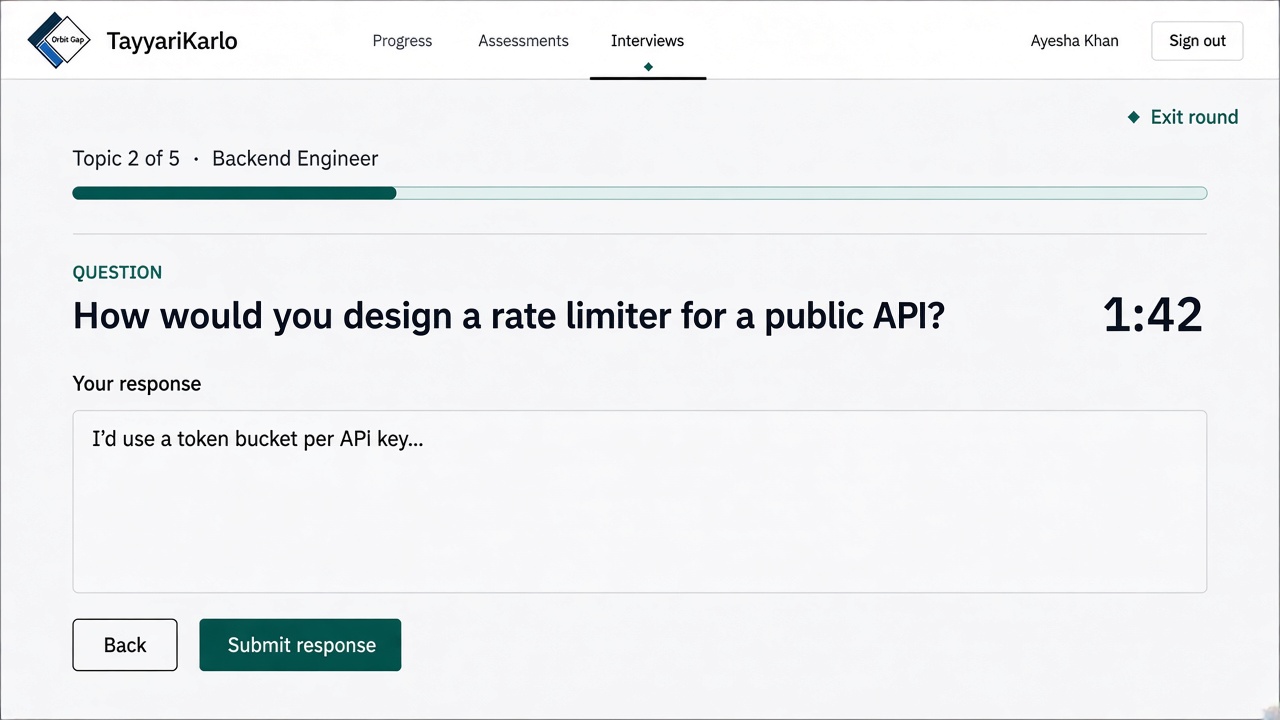 Orbit Gap
TayyariKarlo
Progress
Assessments
Interviews
Ayesha Khan
Sign out
Exit round
Topic 2 of 5 · Backend Engineer
QUESTION
How would you design a rate limiter for a public API?
1:42
Your response
I’d use a token bucket per APi key...
Back
Submit response